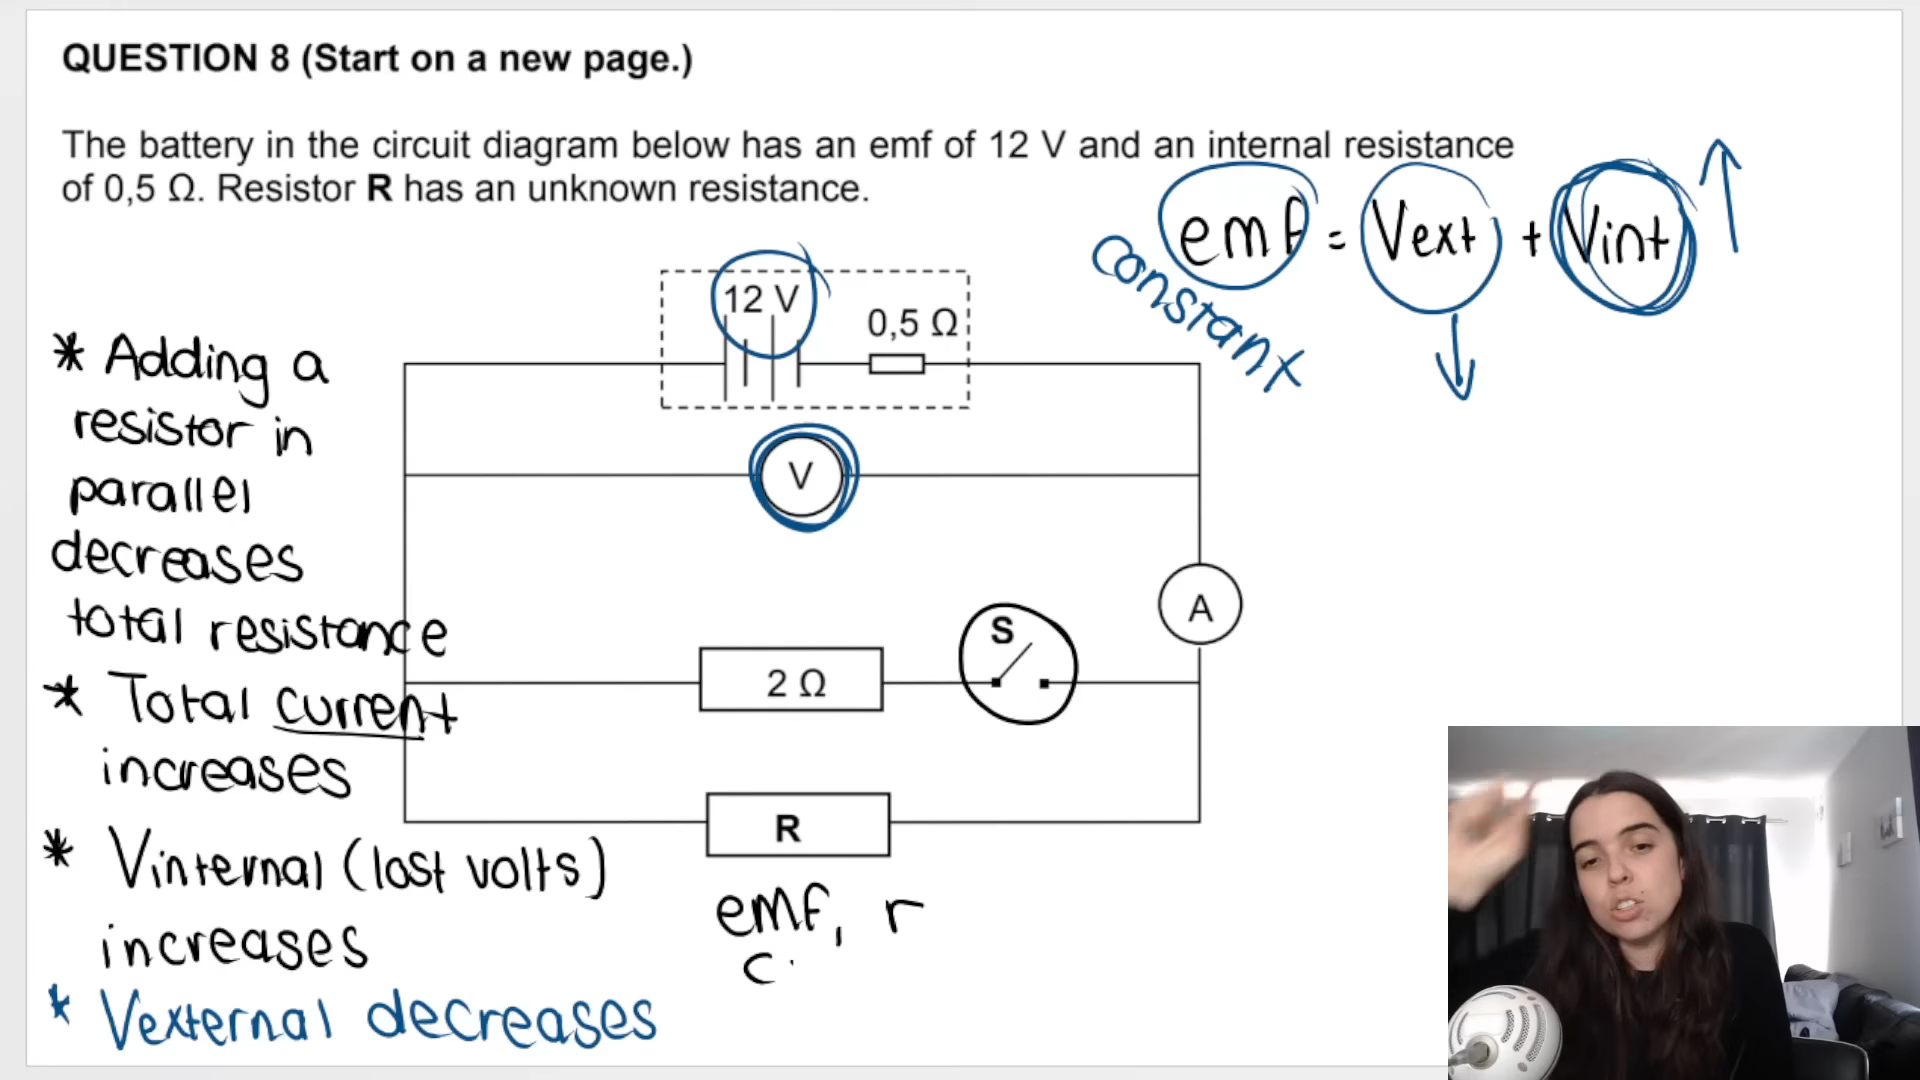 QUESTION 8 (Start on a new page.)
The battery in the circuit diagram below has an emf of 12 V and an internal resistance
of 0,5 Ω. Resistor R has an unknown resistance.
emf = Vext + Vint
constant
12 V
0,5 Ω
V
A
S
2 Ω
R
* Adding a
resistor in
parallel
decreases
total resistance
* Total current
increases
* Vinternal (lost volts)
increases
* Vexternal decreases
emf, r
c.